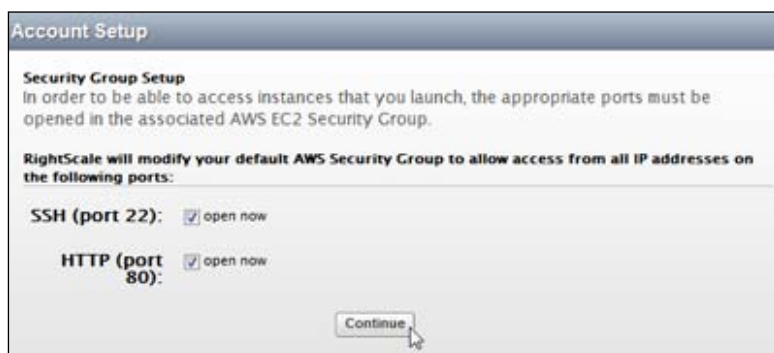 Account Setup
Security Group Setup
In order to be able to access instances that you launch, the appropriate ports must be
opened in the associated AWS EC2 Security Group.
RightScale will modify your default AWS Security Group to allow access from all IP addresses on
the following ports:
SSH (port 22): open now
HTTP (port open now
80):
Continue